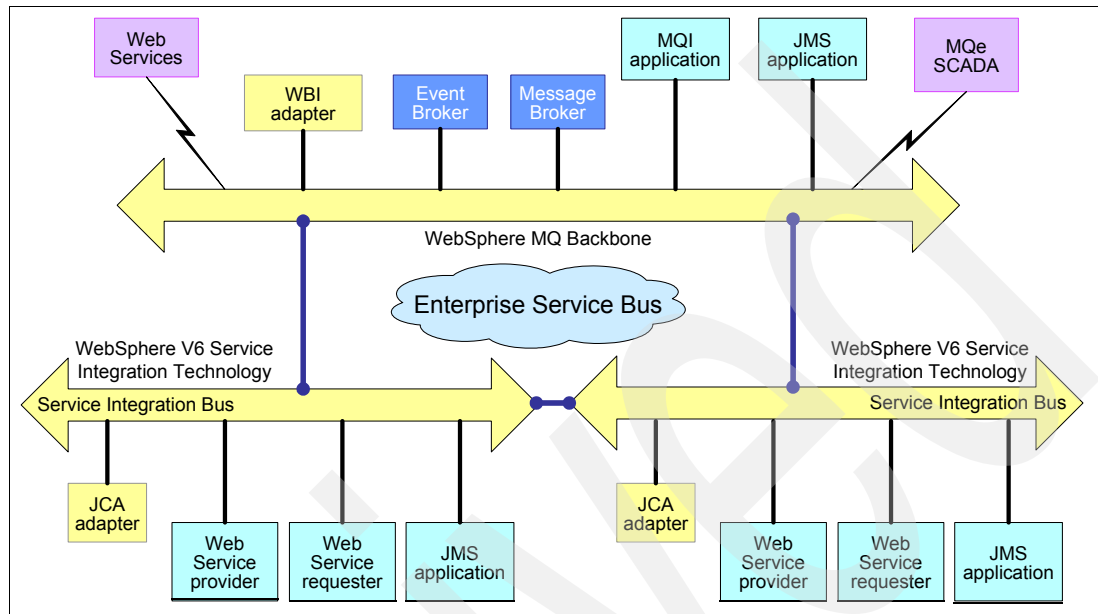 Web
Services
WBI
adapter
Event
Broker
Message
Broker
MQI
application
JMS
application
MQe
SCADA
WebSphere MQ Backbone
Enterprise Service Bus
WebSphere V6 Service
Integration Technology
Service Integration Bus
WebSphere V6 Service
Integration Technology
Service Integration Bus
JCA
adapter
Web
Service
provider
Web
Service
requester
JMS
application
JCA
adapter
Web
Service
provider
Web
Service
requester
JMS
application